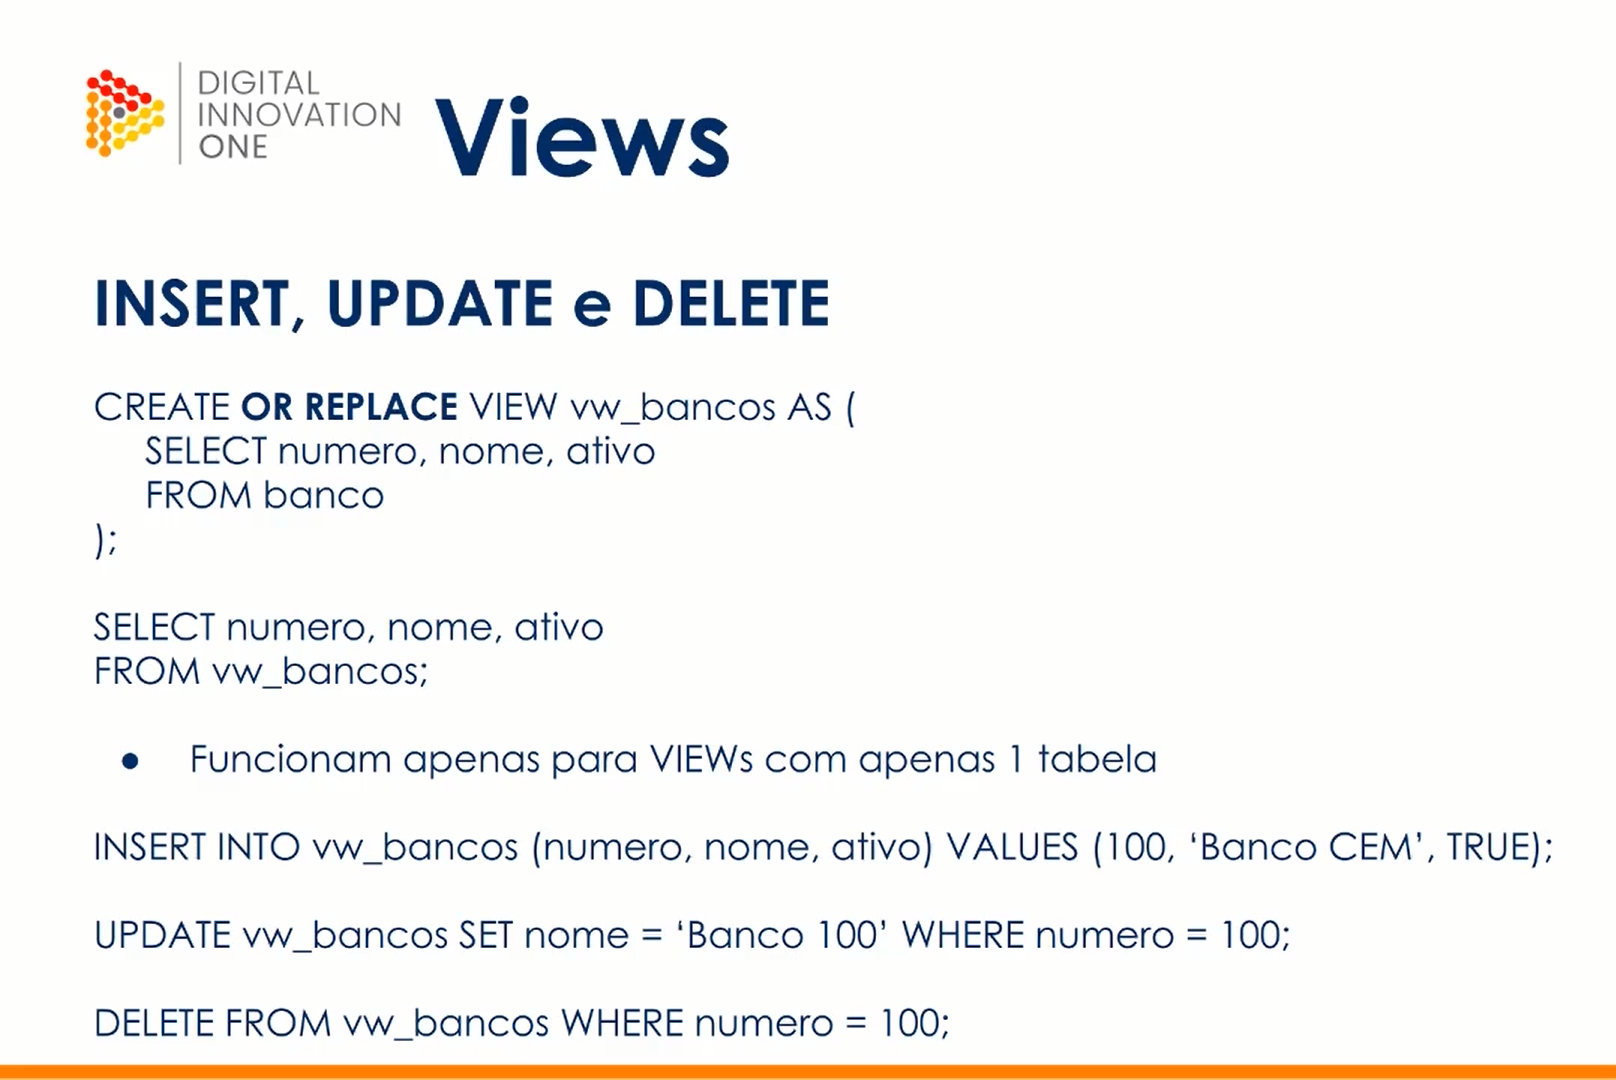 DIGITAL
INNOVATION
ONE
Views
INSERT, UPDATE e DELETE
CREATE OR REPLACE VIEW vw_bancos AS (
SELECT numero, nome, ativo
FROM banco
);
SELECT numero, nome, ativo
FROM vw_bancos;
● Funcionam apenas para VIEWs com apenas 1 tabela
INSERT INTO vw_bancos (numero, nome, ativo) VALUES (100, ‘Banco CEM’, TRUE);
UPDATE vw_bancos SET nome = ‘Banco 100’ WHERE numero = 100;
DELETE FROM vw_bancos WHERE numero = 100;